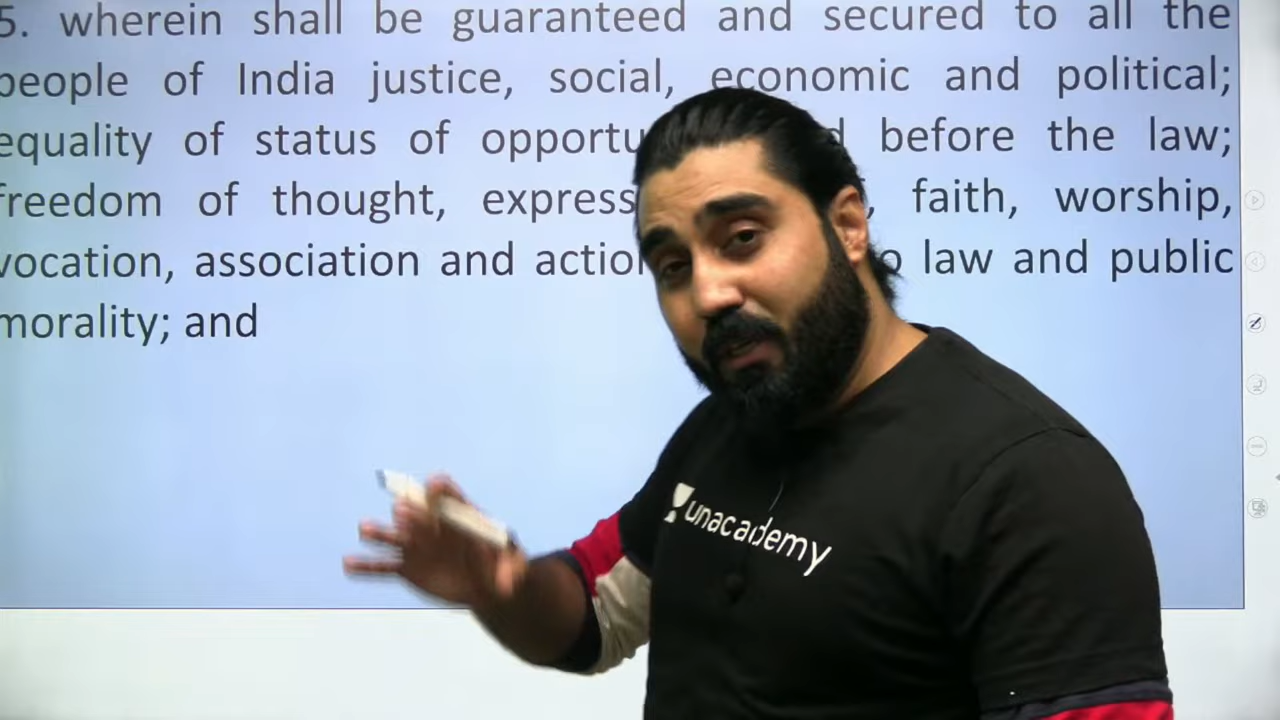 5. wherein shall be guaranteed and secured to all the
people of India justice, social, economic and political;
equality of status of opportu before the law;
freedom of thought, express faith, worship,
vocation, association and action law and public
morality; and
unacademy